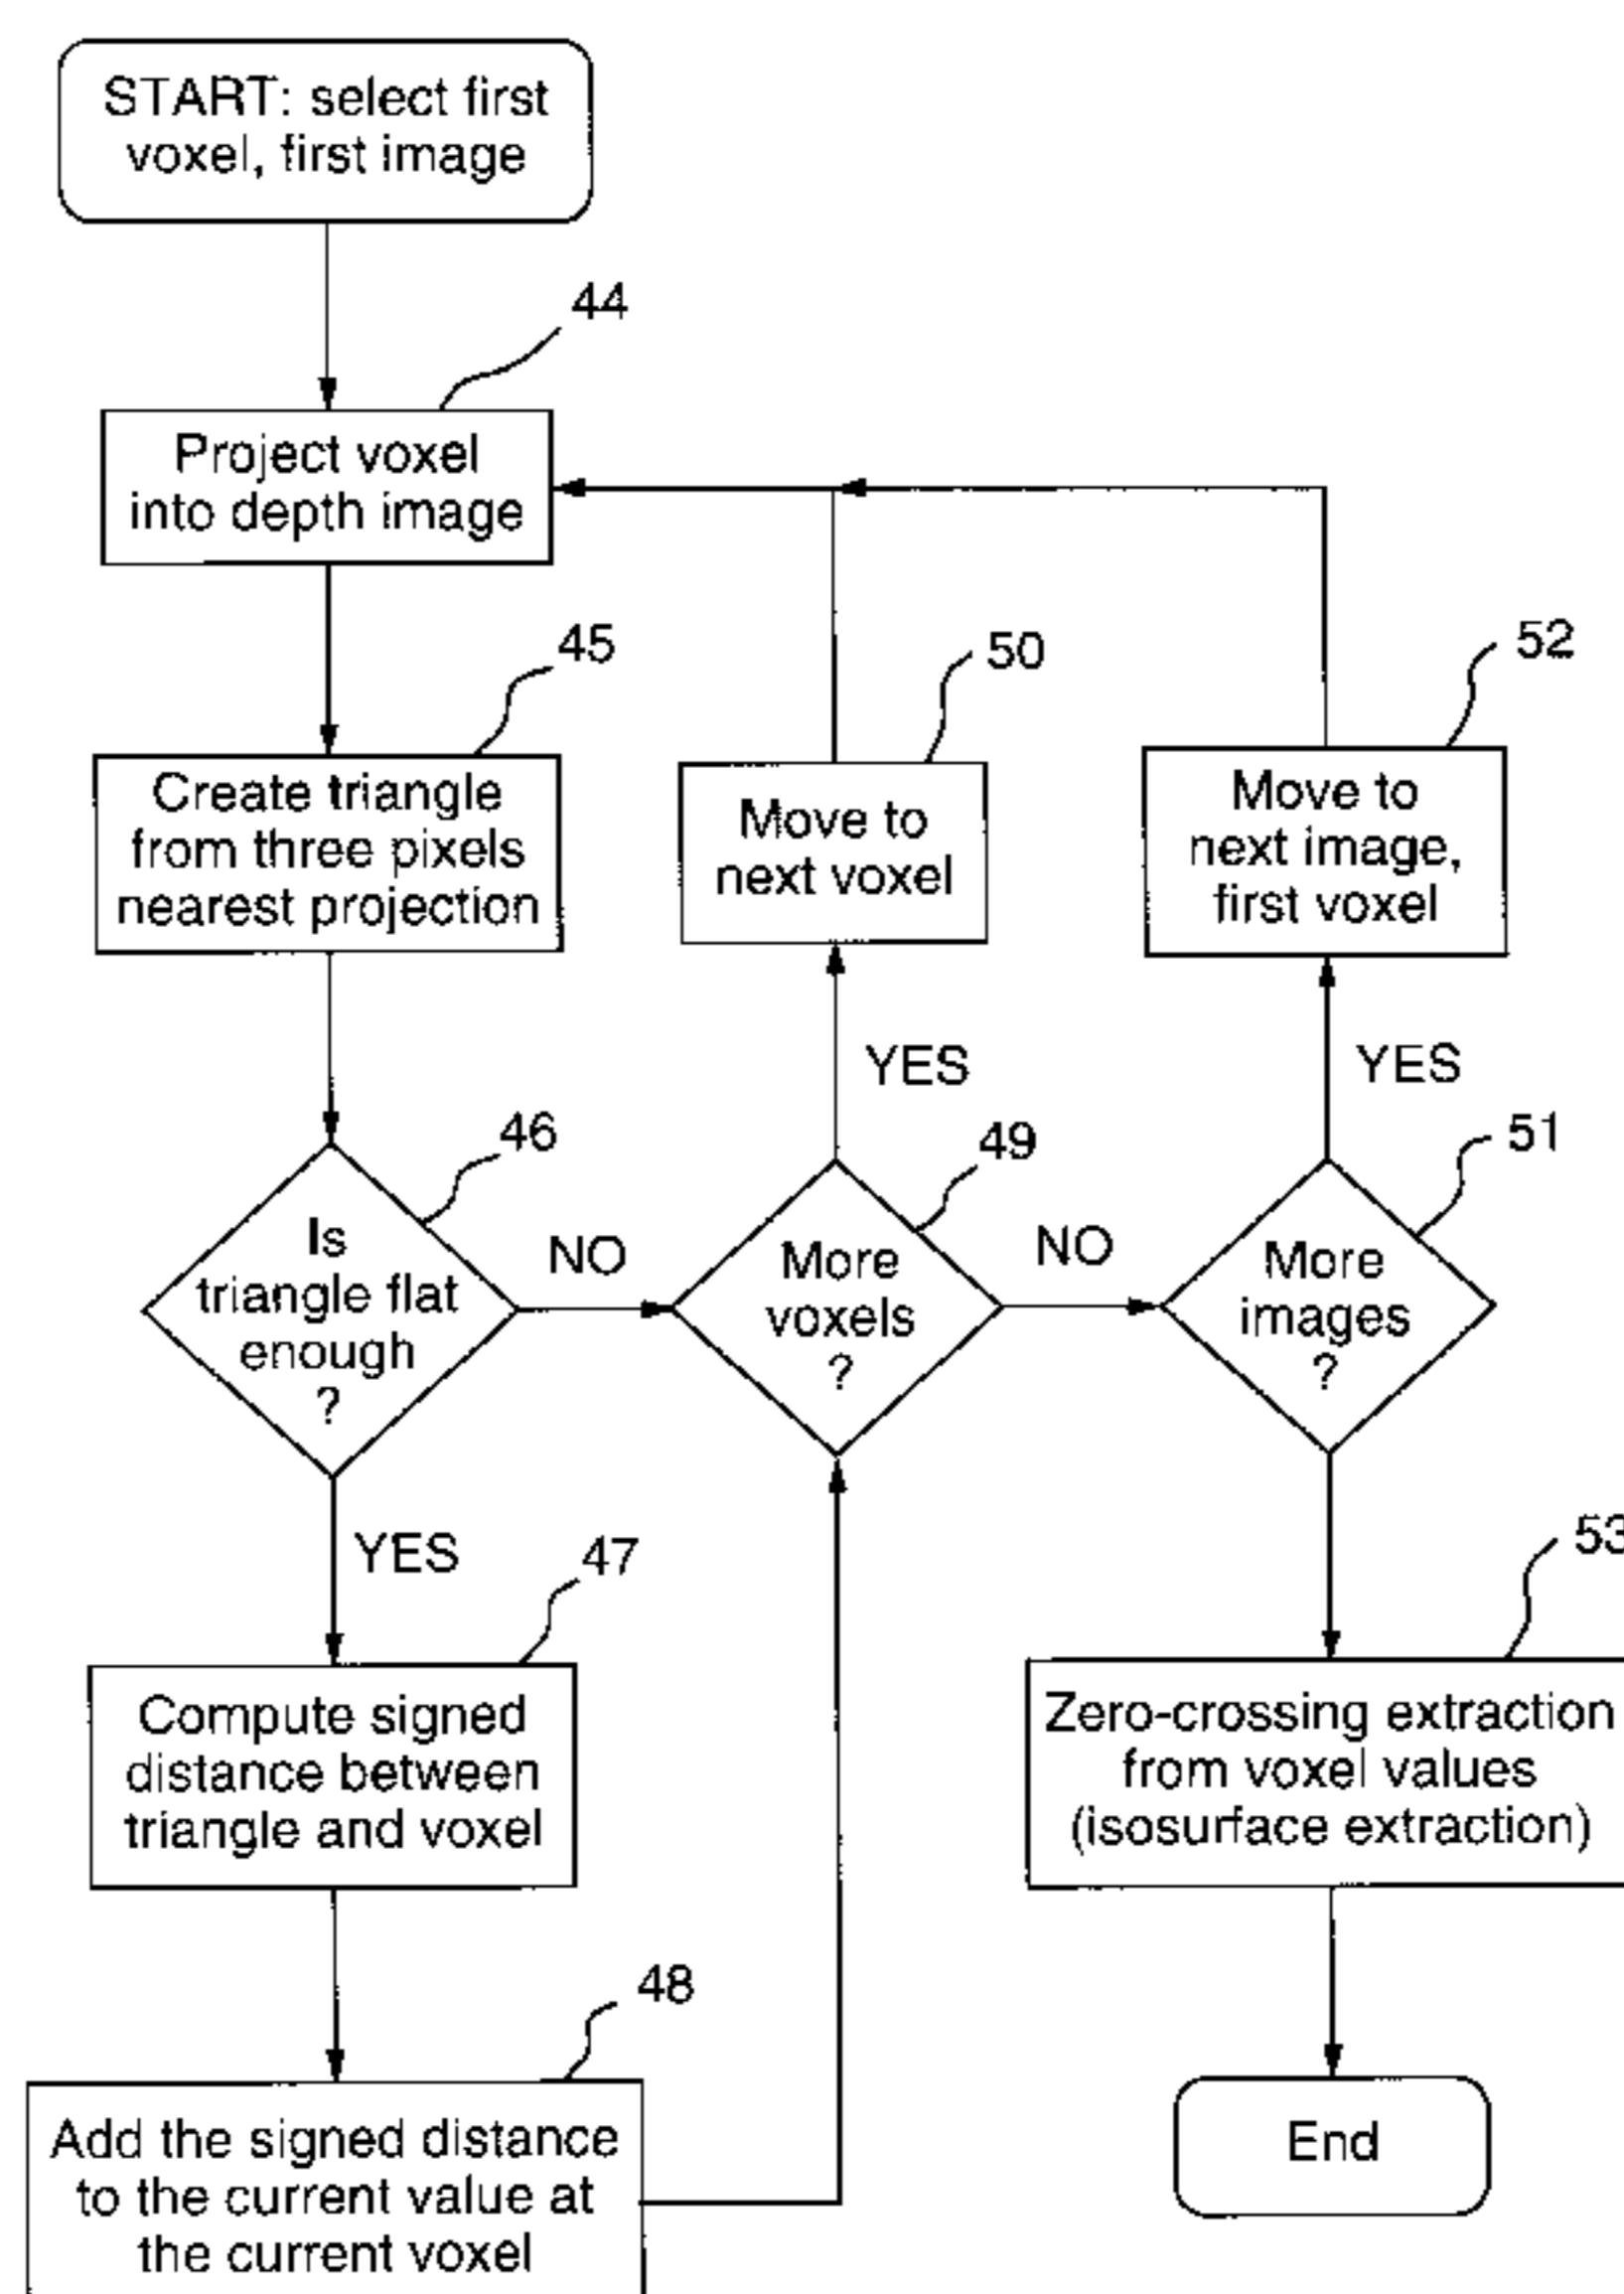 START: select first
voxel, first image
44
Project voxel
into depth image
45
Create triangle
from three pixels
nearest projection
50
Move to
next voxel
52
Move to
next image,
first voxel
YES
YES
46
Is
triangle flat
enough
?
NO
49
More
voxels
?
NO
51
More
images
?
YES
47
Compute signed
distance between
triangle and voxel
53
Zero-crossing extraction
from voxel values
(isosurface extraction)
48
Add the signed distance
to the current value at
the current voxel
End